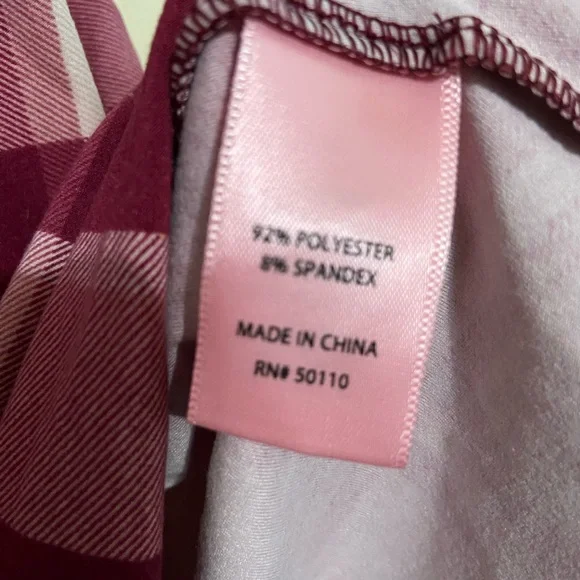 92% POLYESTER
8% SPANDEX
MADE IN CHINA
RN# 50110